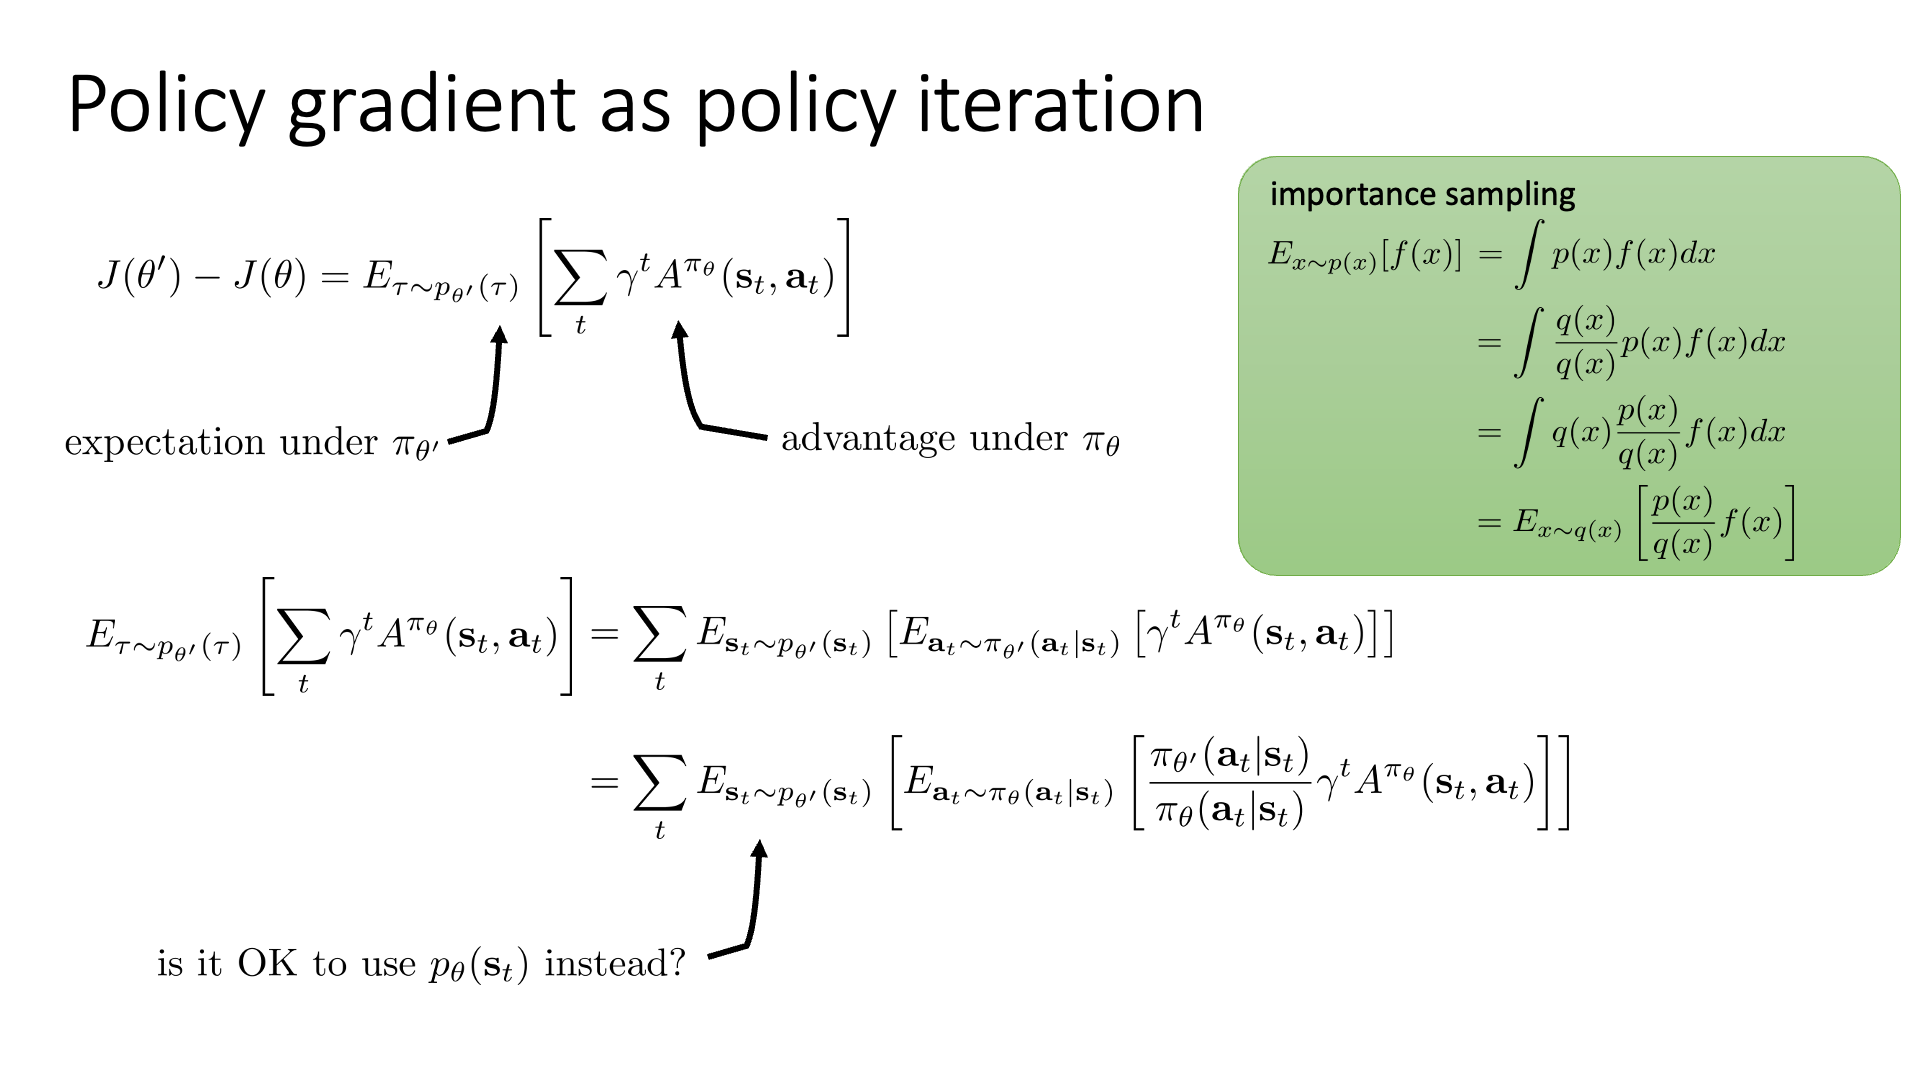 Policy gradient as policy iteration
importance sampling
$E_{x \sim p(x)}[f(x)] = \int p(x)f(x)dx$
$= \int \frac{q(x)}{q(x)} p(x)f(x)dx$
$= \int q(x)\frac{p(x)}{q(x)} f(x)dx$
$= E_{x \sim q(x)} \left[ \frac{p(x)}{q(x)} f(x) \right]$
$J(\theta') - J(\theta) = E_{\tau \sim p_{\theta'}(\tau)} \left[ \sum_t \gamma^t A^{\pi_\theta}(\mathbf{s}_t, \mathbf{a}_t) \right]$
expectation under $\pi_{\theta'}$
advantage under $\pi_\theta$
$E_{\tau \sim p_{\theta'}(\tau)} \left[ \sum_t \gamma^t A^{\pi_\theta}(\mathbf{s}_t, \mathbf{a}_t) \right] = \sum_t E_{\mathbf{s}_t \sim p_{\theta'}(\mathbf{s}_t)} \left[ E_{\mathbf{a}_t \sim \pi_{\theta'}(\mathbf{a}_t|\mathbf{s}_t)} \left[ \gamma^t A^{\pi_\theta}(\mathbf{s}_t, \mathbf{a}_t) \right] \right]$
$= \sum_t E_{\mathbf{s}_t \sim p_{\theta'}(\mathbf{s}_t)} \left[ E_{\mathbf{a}_t \sim \pi_\theta(\mathbf{a}_t|\mathbf{s}_t)} \left[ \frac{\pi_{\theta'}(\mathbf{a}_t|\mathbf{s}_t)}{\pi_\theta(\mathbf{a}_t|\mathbf{s}_t)} \gamma^t A^{\pi_\theta}(\mathbf{s}_t, \mathbf{a}_t) \right] \right]$
is it OK to use $p_\theta(\mathbf{s}_t)$ instead?